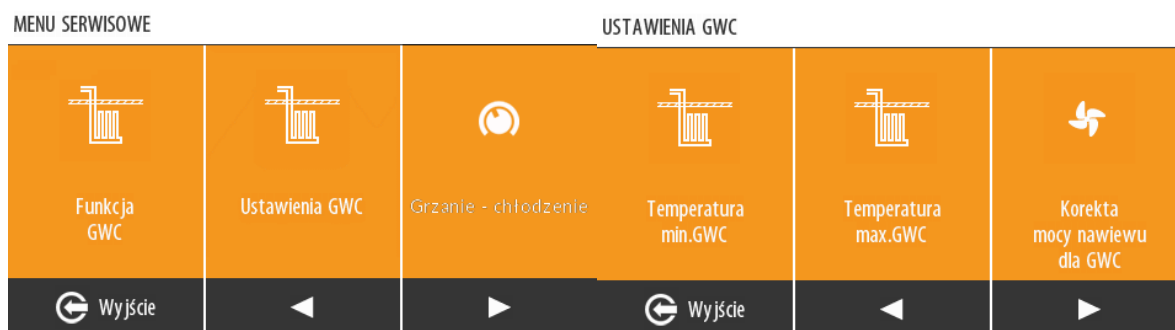 MENU SERWISOWE
Funkcja
GWC
Ustawienia GWC
Grzanie - chłodzenie
Wyjście
USTAWIENIA GWC
Temperatura
min.GWC
Temperatura
max.GWC
Korekta
mocy nawiewu
dla GWC
Wyjście